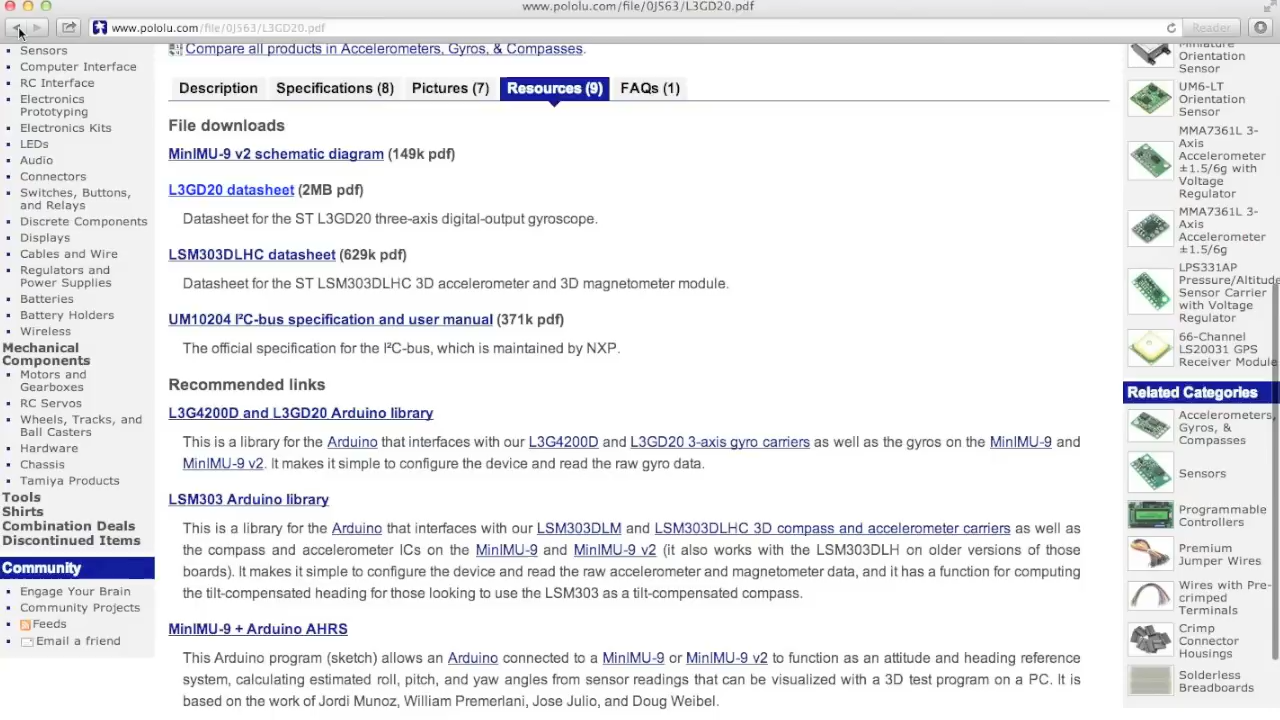 www.pololu.com/file/0J563/L3GD20.pdf
www.pololu.com/file/0J563/L3GD20.pdf
Reader
Sensors
Computer Interface
RC Interface
Electronics
Prototyping
Electronics Kits
LEDs
Audio
Connectors
Switches, Buttons,
and Relays
Discrete Components
Displays
Cables and Wire
Regulators and
Power Supplies
Batteries
Battery Holders
Wireless
Mechanical
Components
Motors and
Gearboxes
RC Servos
Wheels, Tracks, and
Ball Casters
Hardware
Chassis
Tamiya Products
Tools
Shirts
Combination Deals
Discontinued Items
Community
Engage Your Brain
Community Projects
Feeds
Email a friend
Compare all products in Accelerometers, Gyros, & Compasses.
Description Specifications (8) Pictures (7) Resources (9) FAQs (1)
File downloads
MinIMU-9 v2 schematic diagram (149k pdf)
L3GD20 datasheet (2MB pdf)
Datasheet for the ST L3GD20 three-axis digital-output gyroscope.
LSM303DLHC datasheet (629k pdf)
Datasheet for the ST LSM303DLHC 3D accelerometer and 3D magnetometer module.
UM10204 I²C-bus specification and user manual (371k pdf)
The official specification for the I²C-bus, which is maintained by NXP.
Recommended links
L3G4200D and L3GD20 Arduino library
This is a library for the Arduino that interfaces with our L3G4200D and L3GD20 3-axis gyro carriers as well as the gyros on the MinIMU-9 and
MinIMU-9 v2. It makes it simple to configure the device and read the raw gyro data.
LSM303 Arduino library
This is a library for the Arduino that interfaces with our LSM303DLM and LSM303DLHC 3D compass and accelerometer carriers as well as
the compass and accelerometer ICs on the MinIMU-9 and MinIMU-9 v2 (it also works with the LSM303DLH on older versions of those
boards). It makes it simple to configure the device and read the raw accelerometer and magnetometer data, and it has a function for computing
the tilt-compensated heading for those looking to use the LSM303 as a tilt-compensated compass.
MinIMU-9 + Arduino AHRS
This Arduino program (sketch) allows an Arduino connected to a MinIMU-9 or MinIMU-9 v2 to function as an attitude and heading reference
system, calculating estimated roll, pitch, and yaw angles from sensor readings that can be visualized with a 3D test program on a PC. It is
based on the work of Jordi Munoz, William Premerlani, Jose Julio, and Doug Weibel.
Miniature
Orientation
Sensor
UM6-LT
Orientation
Sensor
MMA7361L 3-
Axis
Accelerometer
±1.5/6g with
Voltage
Regulator
MMA7361L 3-
Axis
Accelerometer
±1.5/6g
LPS331AP
Pressure/Altitude
Sensor Carrier
with Voltage
Regulator
66-Channel
LS20031 GPS
Receiver Module
Related Categories
Accelerometers,
Gyros, &
Compasses
Sensors
Programmable
Controllers
Premium
Jumper Wires
Wires with Pre-
crimped
Terminals
Crimp
Connector
Housings
Solderless
Breadboards